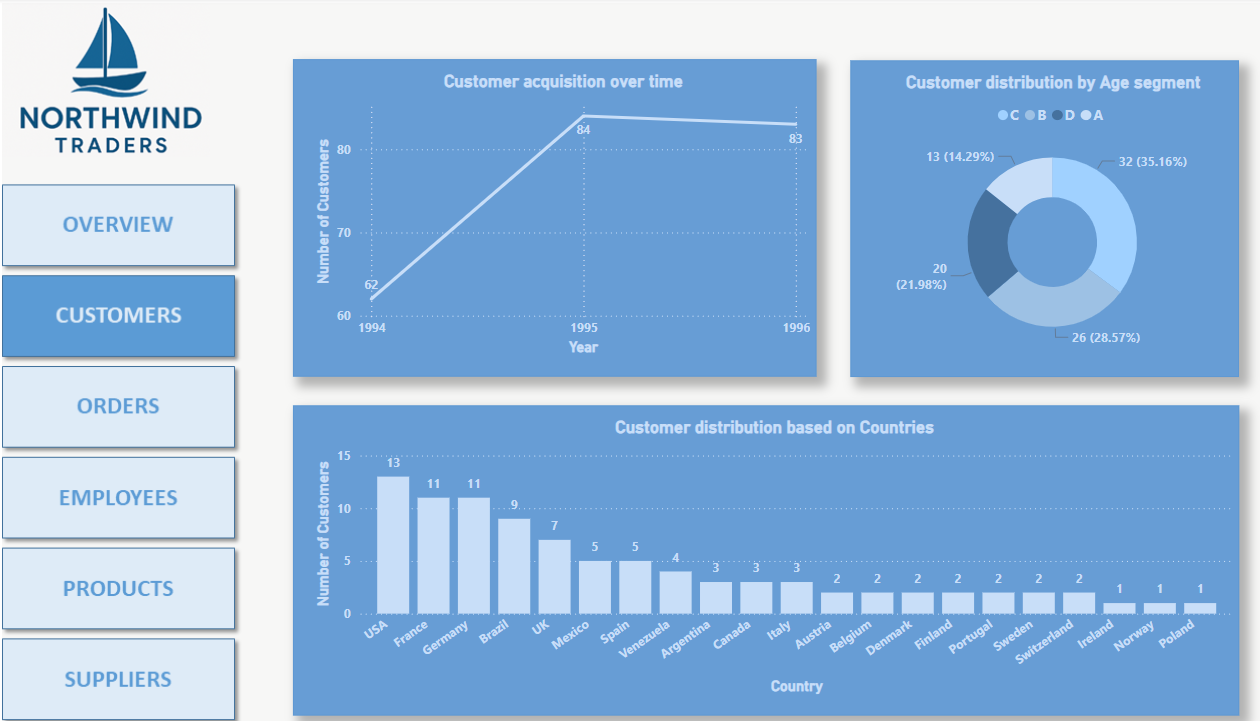 NORTHWIND
TRADERS
OVERVIEW
CUSTOMERS
ORDERS
EMPLOYEES
PRODUCTS
SUPPLIERS
Customer acquisition over time
Number of Customers
80
70
60
62
84
83
1994
1995
1996
Year
Customer distribution by Age segment
C B D A
13 (14.29%)
32 (35.16%)
20
(21.98%)
26 (28.57%)
Customer distribution based on Countries
Number of Customers
15
10
5
0
13 11 11 9 7 5 5 4 3 3 3 2 2 2 2 2 2 2 1 1 1
USA France Germany Brazil UK Mexico Spain Venezuela Argentina Canada Italy Austria Belgium Denmark Finland Portugal Sweden Switzerland Ireland Norway Poland
Country